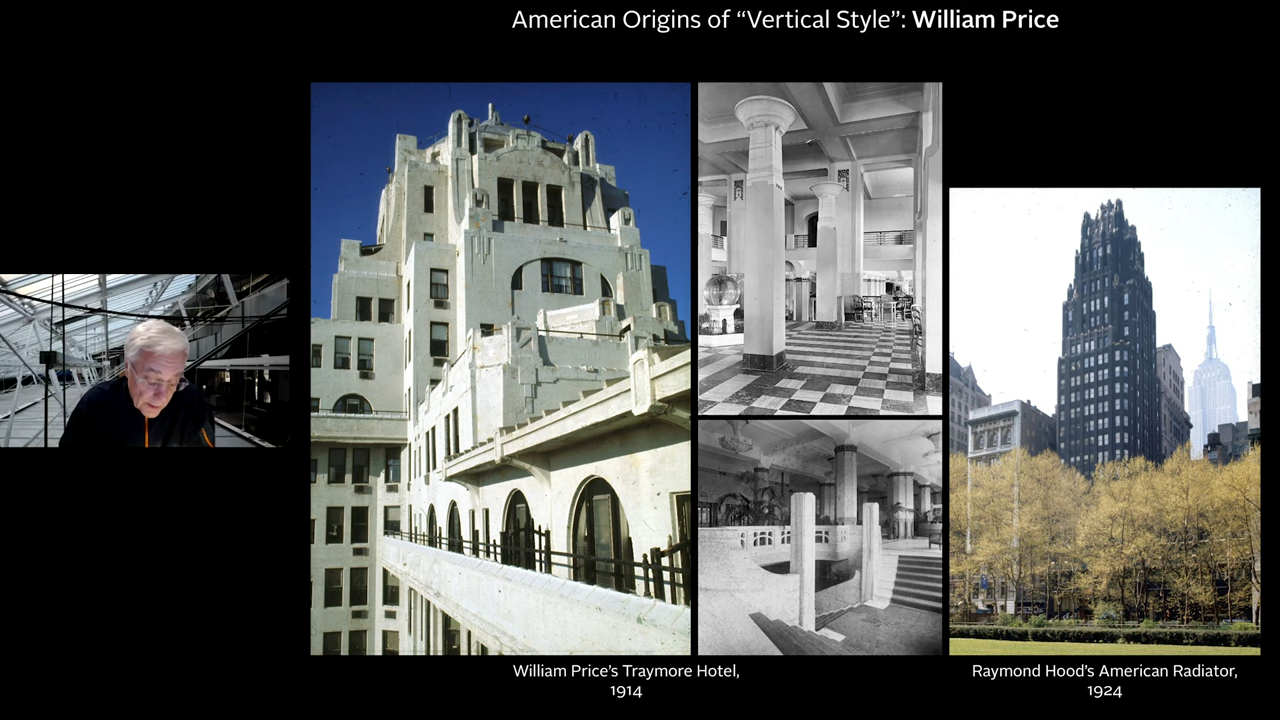 American Origins of “Vertical Style”: William Price
William Price’s Traymore Hotel,
1914
Raymond Hood’s American Radiator,
1924